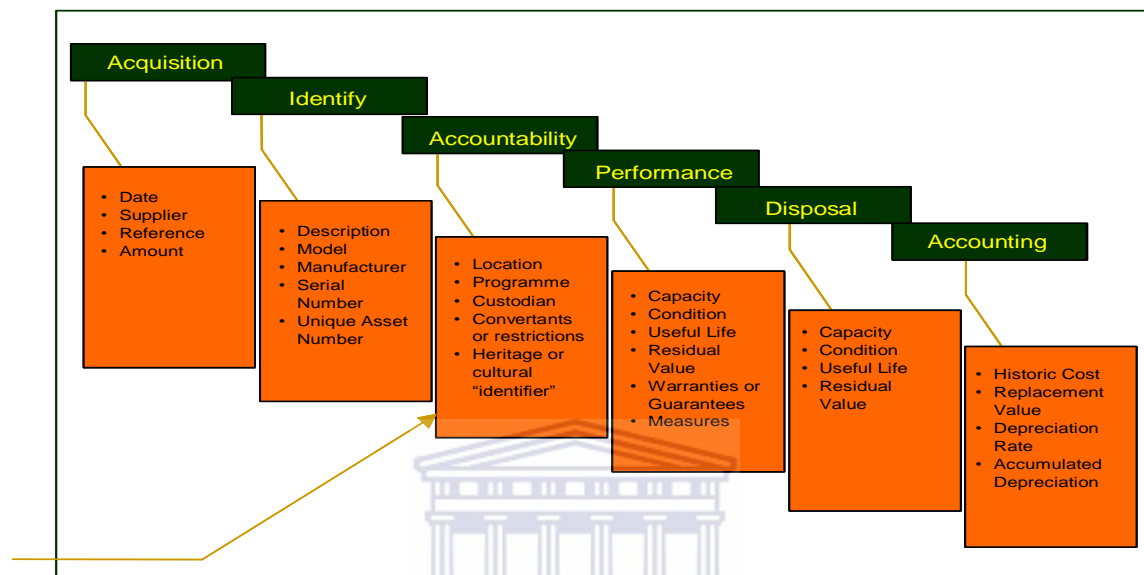 Acquisition
• Date
• Supplier
• Reference
• Amount
Identify
• Description
• Model
• Manufacturer
• Serial
Number
• Unique Asset
Number
Accountability
• Location
• Programme
• Custodian
• Convertants
or restrictions
• Heritage or
cultural
“identifier”
Performance
• Capacity
• Condition
• Useful Life
• Residual
Value
• Warranties or
Guarantees
• Measures
Disposal
• Capacity
• Condition
• Useful Life
• Residual
Value
Accounting
• Historic Cost
• Replacement
Value
• Depreciation
Rate
• Accumulated
Depreciation